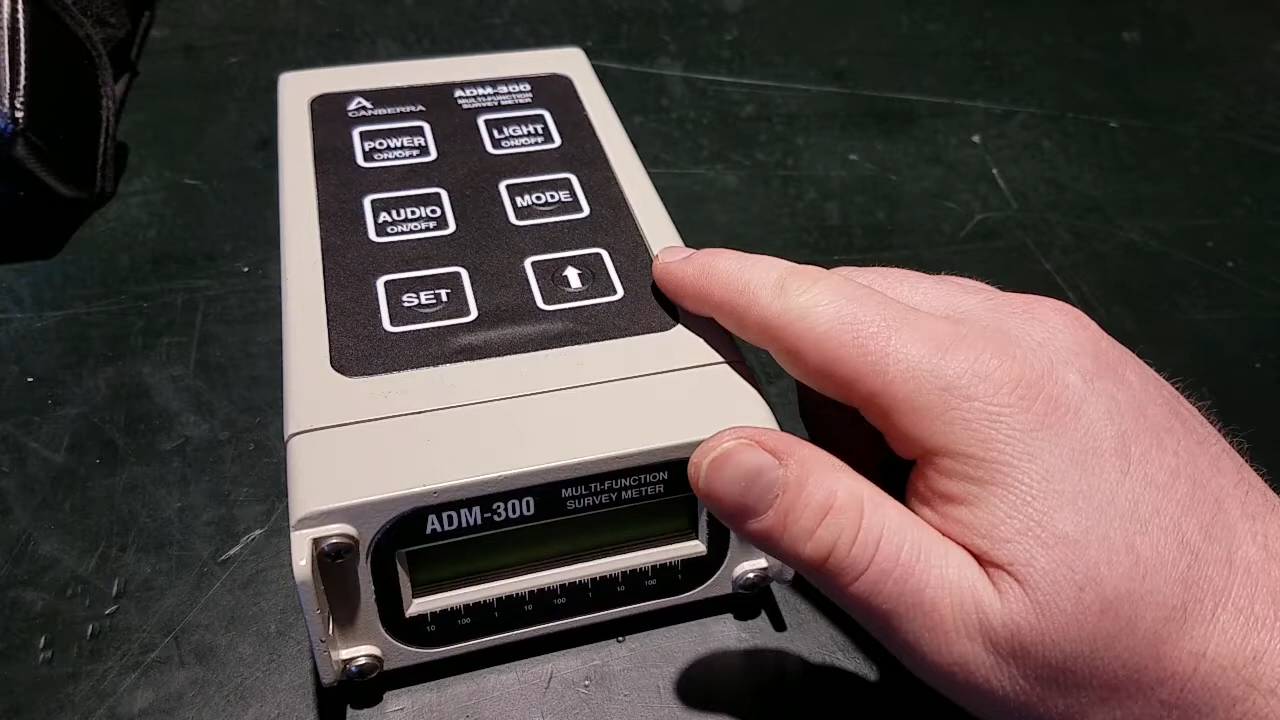 CANBERRA
ADM-300
MULTI-FUNCTION
SURVEY METER
POWER
ON/OFF
LIGHT
ON/OFF
AUDIO
ON/OFF
MODE
SET
ADM-300
MULTI-FUNCTION
SURVEY METER
10 100 1 10 100 1 10 100 1